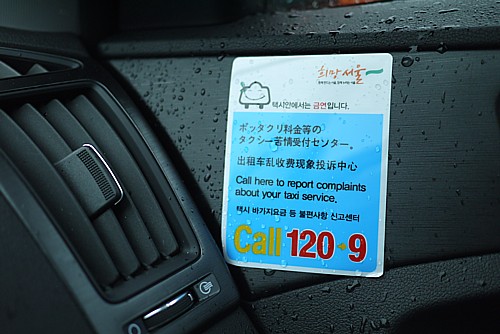 희망서울
택시안에서는 금연입니다.
ボッタクリ料金等の
タクシー苦情受付センター。
出租车乱收费现象投诉中心
Call here to report complaints
about your taxi service.
택시 바가지요금 등 불편사항 신고센터
Call 120·9